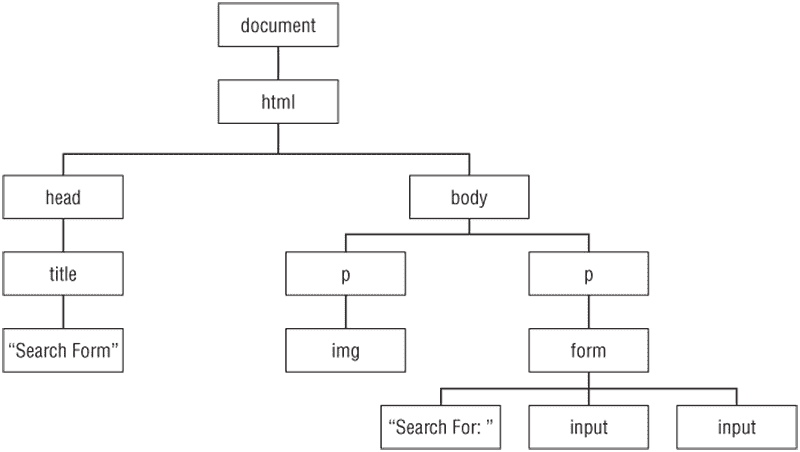 document
html
head
body
title
p
p
“Search Form”
img
form
“Search For: ”
input
input